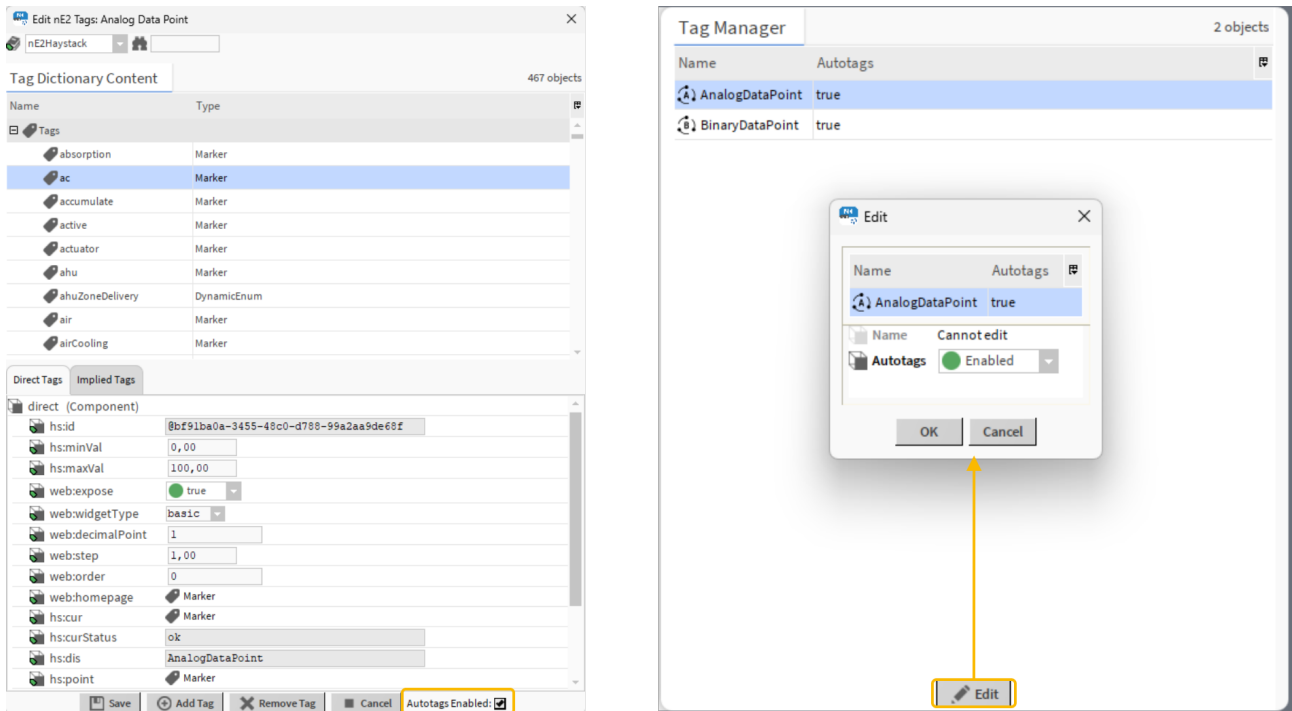 Edit nE2 Tags: Analog Data Point
nE2Haystack
Tag Dictionary Content
467 objects
Name Type
Tags
absorption Marker
ac Marker
accumulate Marker
active Marker
actuator Marker
ahu Marker
ahuZoneDelivery DynamicEnum
air Marker
airCooling Marker
Direct Tags Implied Tags
direct (Component)
hs:id @bf91ba0a-3455-48c0-d788-99a2aa9de68f
hs:minVal 0,00
hs:maxVal 100,00
web:expose true
web:widgetType basic
web:decimalPoint 1
web:step 1,00
web:order 0
web:homepage Marker
hs:cur Marker
hs:curStatus ok
hs:dis AnalogDataPoint
hs:point Marker
Save Add Tag Remove Tag Cancel Autotags Enabled:
Tag Manager
2 objects
Name Autotags
AnalogDataPoint true
BinaryDataPoint true
Edit
Name Autotags
AnalogDataPoint true
Name Cannot edit
Autotags Enabled
OK Cancel
Edit